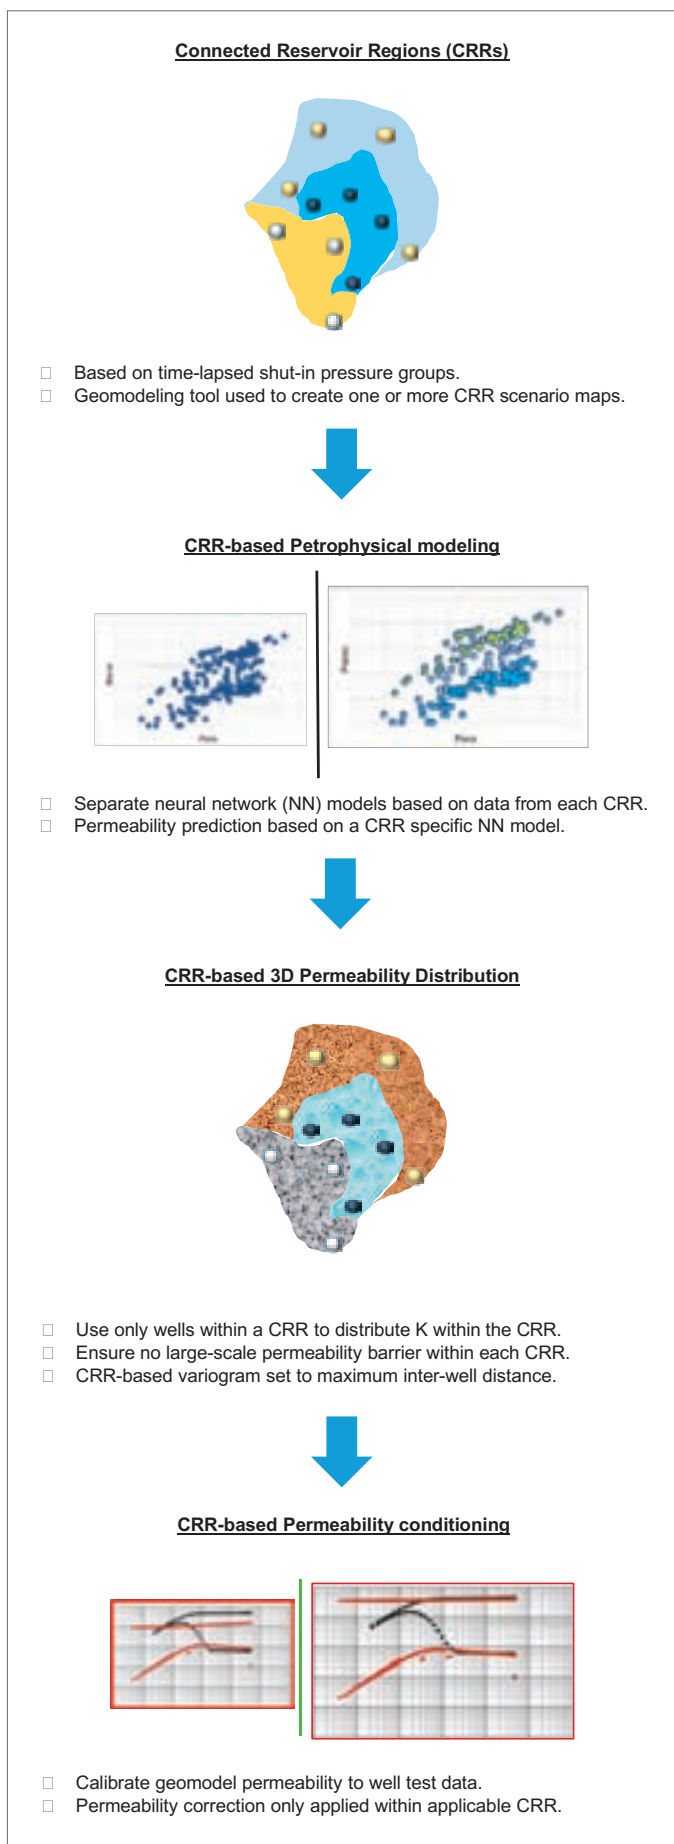 Connected Reservoir Regions (CRRs)
Based on time-lapsed shut-in pressure groups.
Geomodeling tool used to create one or more CRR scenario maps.
CRR-based Petrophysical modeling
Separate neural network (NN) models based on data from each CRR.
Permeability prediction based on a CRR specific NN model.
CRR-based 3D Permeability Distribution
Use only wells within a CRR to distribute K within the CRR.
Ensure no large-scale permeability barrier within each CRR.
CRR-based variogram set to maximum inter-well distance.
CRR-based Permeability conditioning
Calibrate geomodel permeability to well test data.
Permeability correction only applied within applicable CRR.